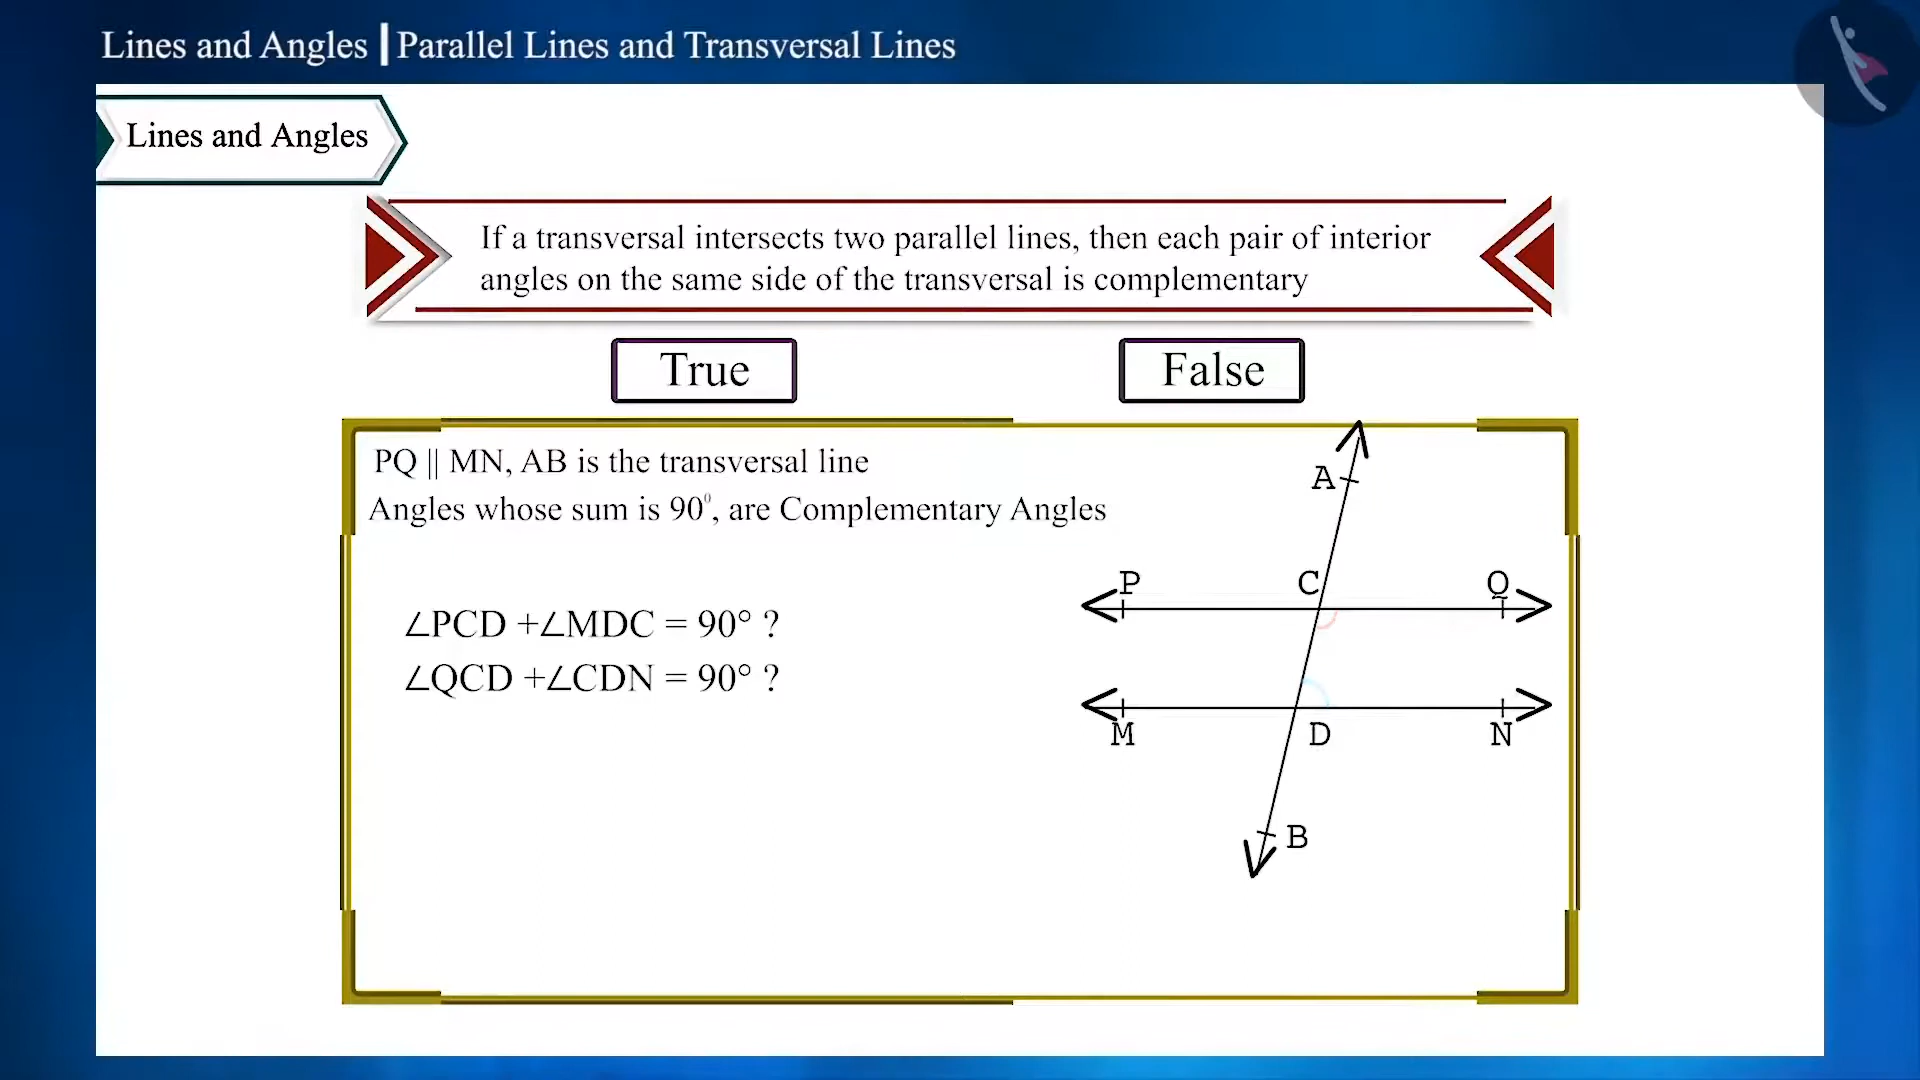 Lines and Angles | Parallel Lines and Transversal Lines
Lines and Angles
If a transversal intersects two parallel lines, then each pair of interior
angles on the same side of the transversal is complementary
True
False
PQ || MN, AB is the transversal line
Angles whose sum is 90⁰, are Complementary Angles
∠PCD +∠MDC = 90° ?
∠QCD +∠CDN = 90° ?
A
P
C
Q
M
D
N
B